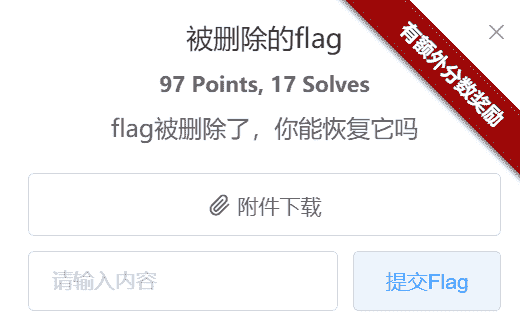 被删除的flag
有额外分数奖励
97 Points, 17 Solves
flag被删除了，你能恢复它吗
附件下载
请输入内容
提交Flag